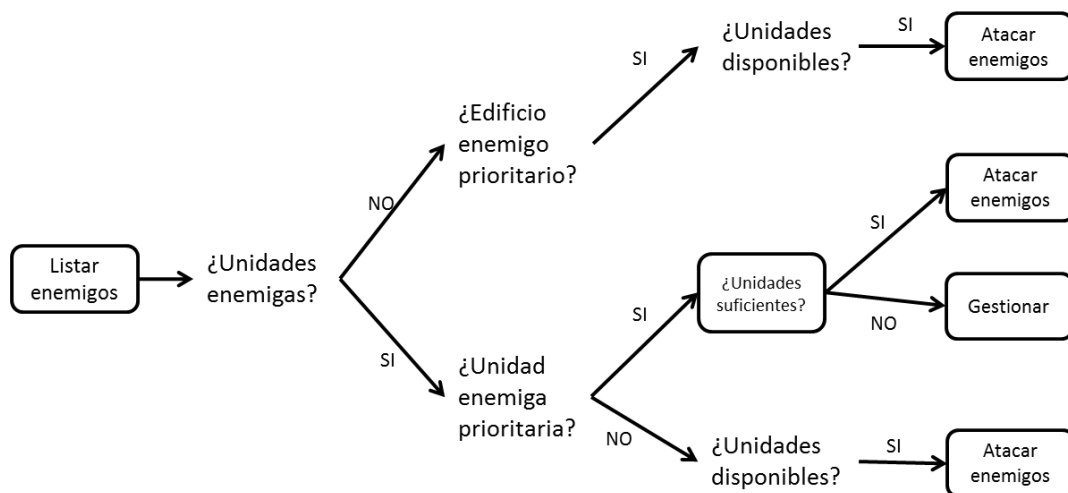 ¿Unidades
disponibles?
SI
Atacar
enemigos
SI
¿Edificio
enemigo
prioritario?
NO
Atacar
enemigos
SI
Listar
enemigos
¿Unidades
enemigas?
¿Unidades
suficientes?
SI
NO
Gestionar
SI
¿Unidad
enemiga
prioritaria?
NO
¿Unidades
disponibles?
SI
Atacar
enemigos